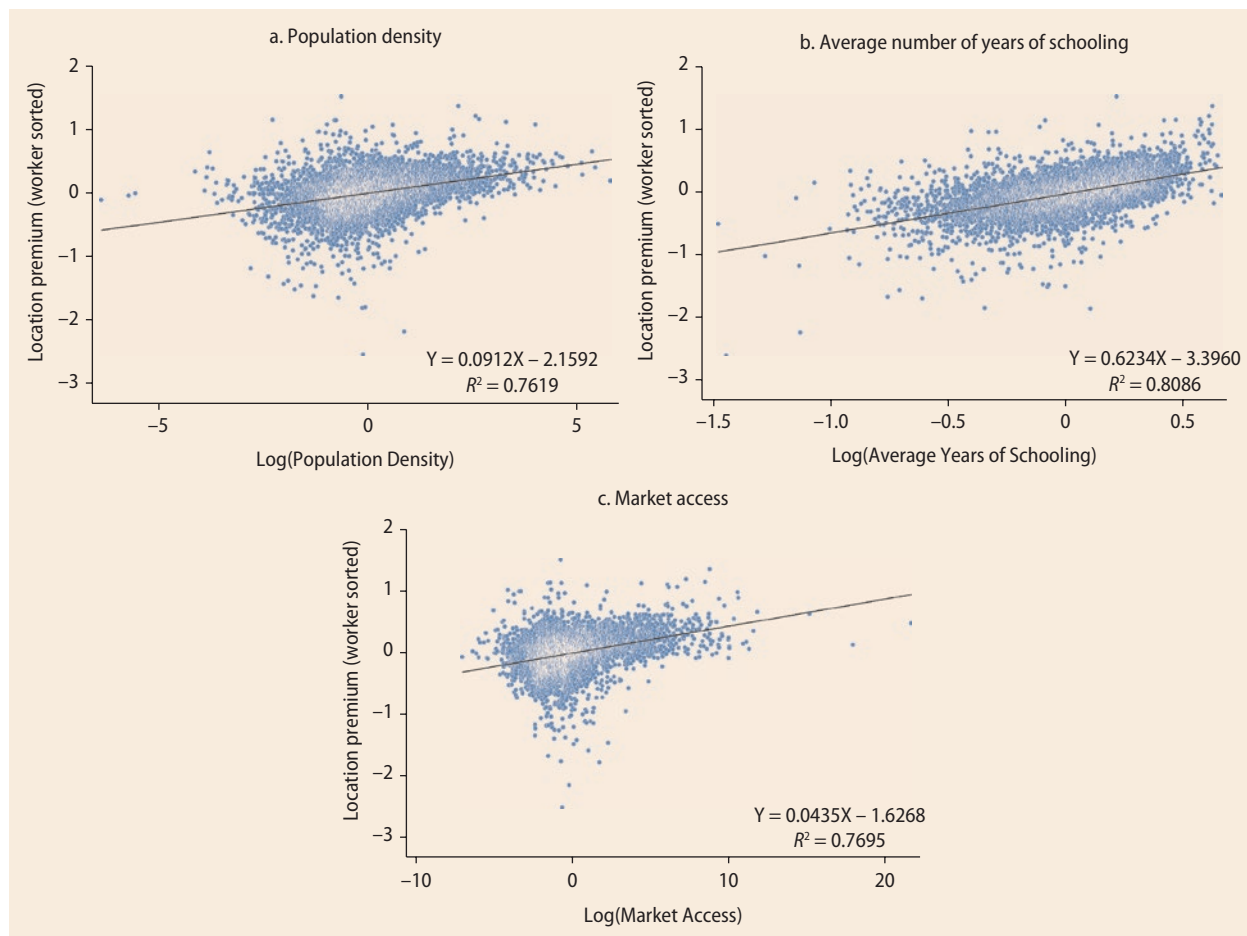 a. Population density
Location premium (worker sorted)
2
1
0
−1
−2
−3
Y = 0.0912X − 2.1592
R² = 0.7619
−5
0
5
Log(Population Density)
b. Average number of years of schooling
Location premium (worker sorted)
2
1
0
−1
−2
−3
Y = 0.6234X − 3.3960
R² = 0.8086
−1.5
−1.0
−0.5
0
0.5
Log(Average Years of Schooling)
c. Market access
Location premium (worker sorted)
2
1
0
−1
−2
−3
Y = 0.0435X − 1.6268
R² = 0.7695
−10
0
10
20
Log(Market Access)